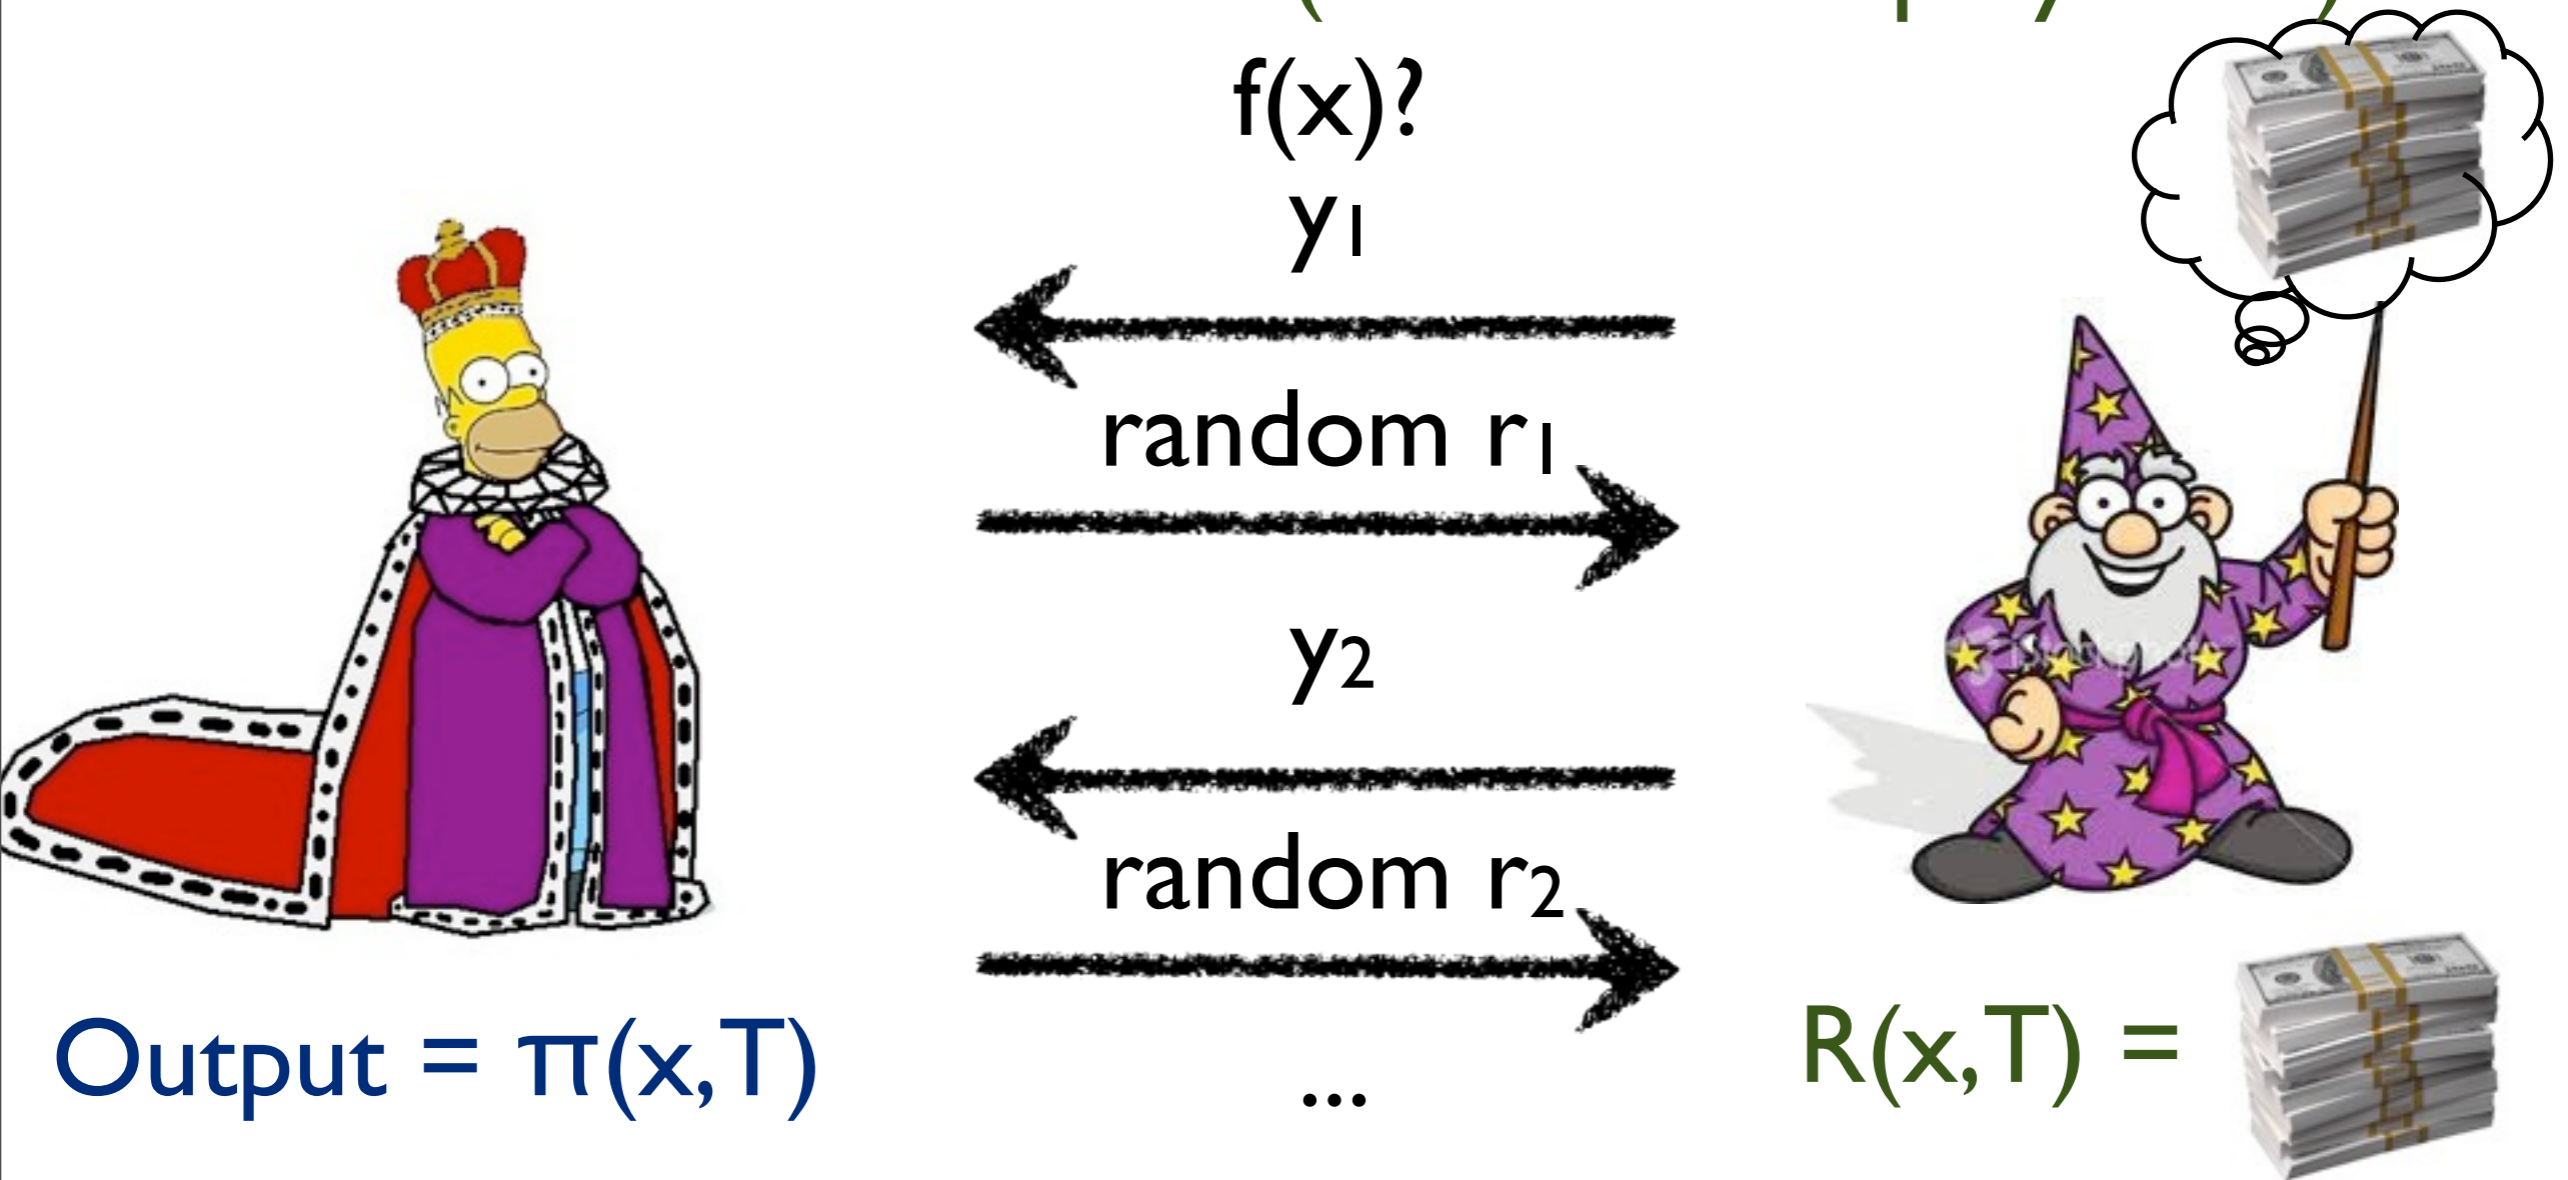 f(x)?
y1
random r1
y2
random r2
Output = π(x,T)
...
R(x,T) =